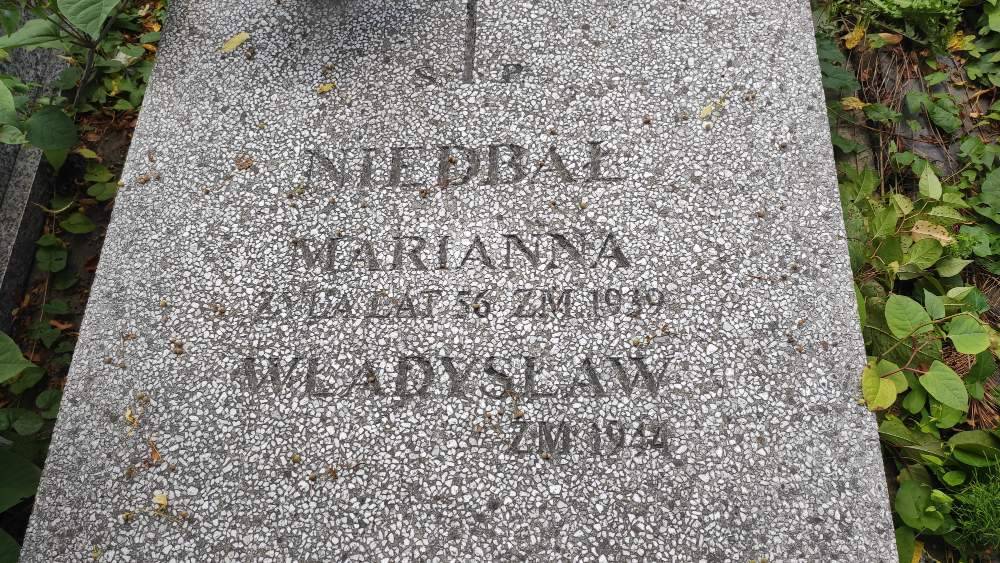 Ś P
NIEDBAŁ
MARIANNA
ŻYŁA LAT 56 ZM. 1939
WŁADYSŁAW
ZM 1944